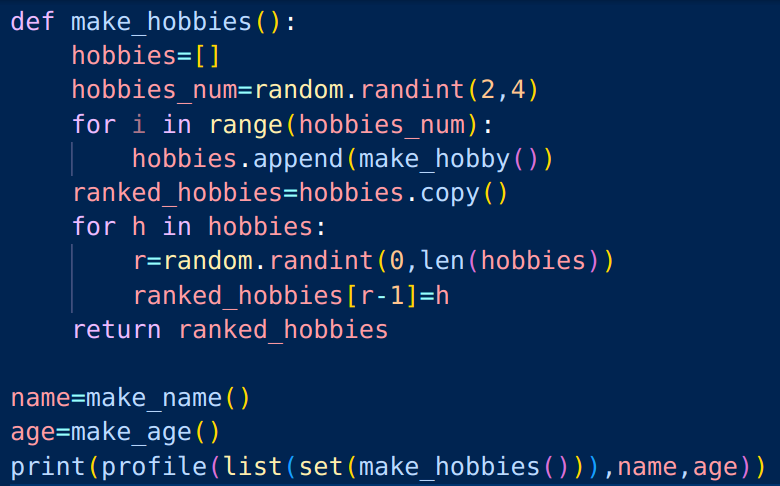 def make_hobbies():
    hobbies=[]
    hobbies_num=random.randint(2,4)
    for i in range(hobbies_num):
        hobbies.append(make_hobby())
    ranked_hobbies=hobbies.copy()
    for h in hobbies:
        r=random.randint(0,len(hobbies))
        ranked_hobbies[r-1]=h
    return ranked_hobbies

name=make_name()
age=make_age()
print(profile(list(set(make_hobbies())),name,age))